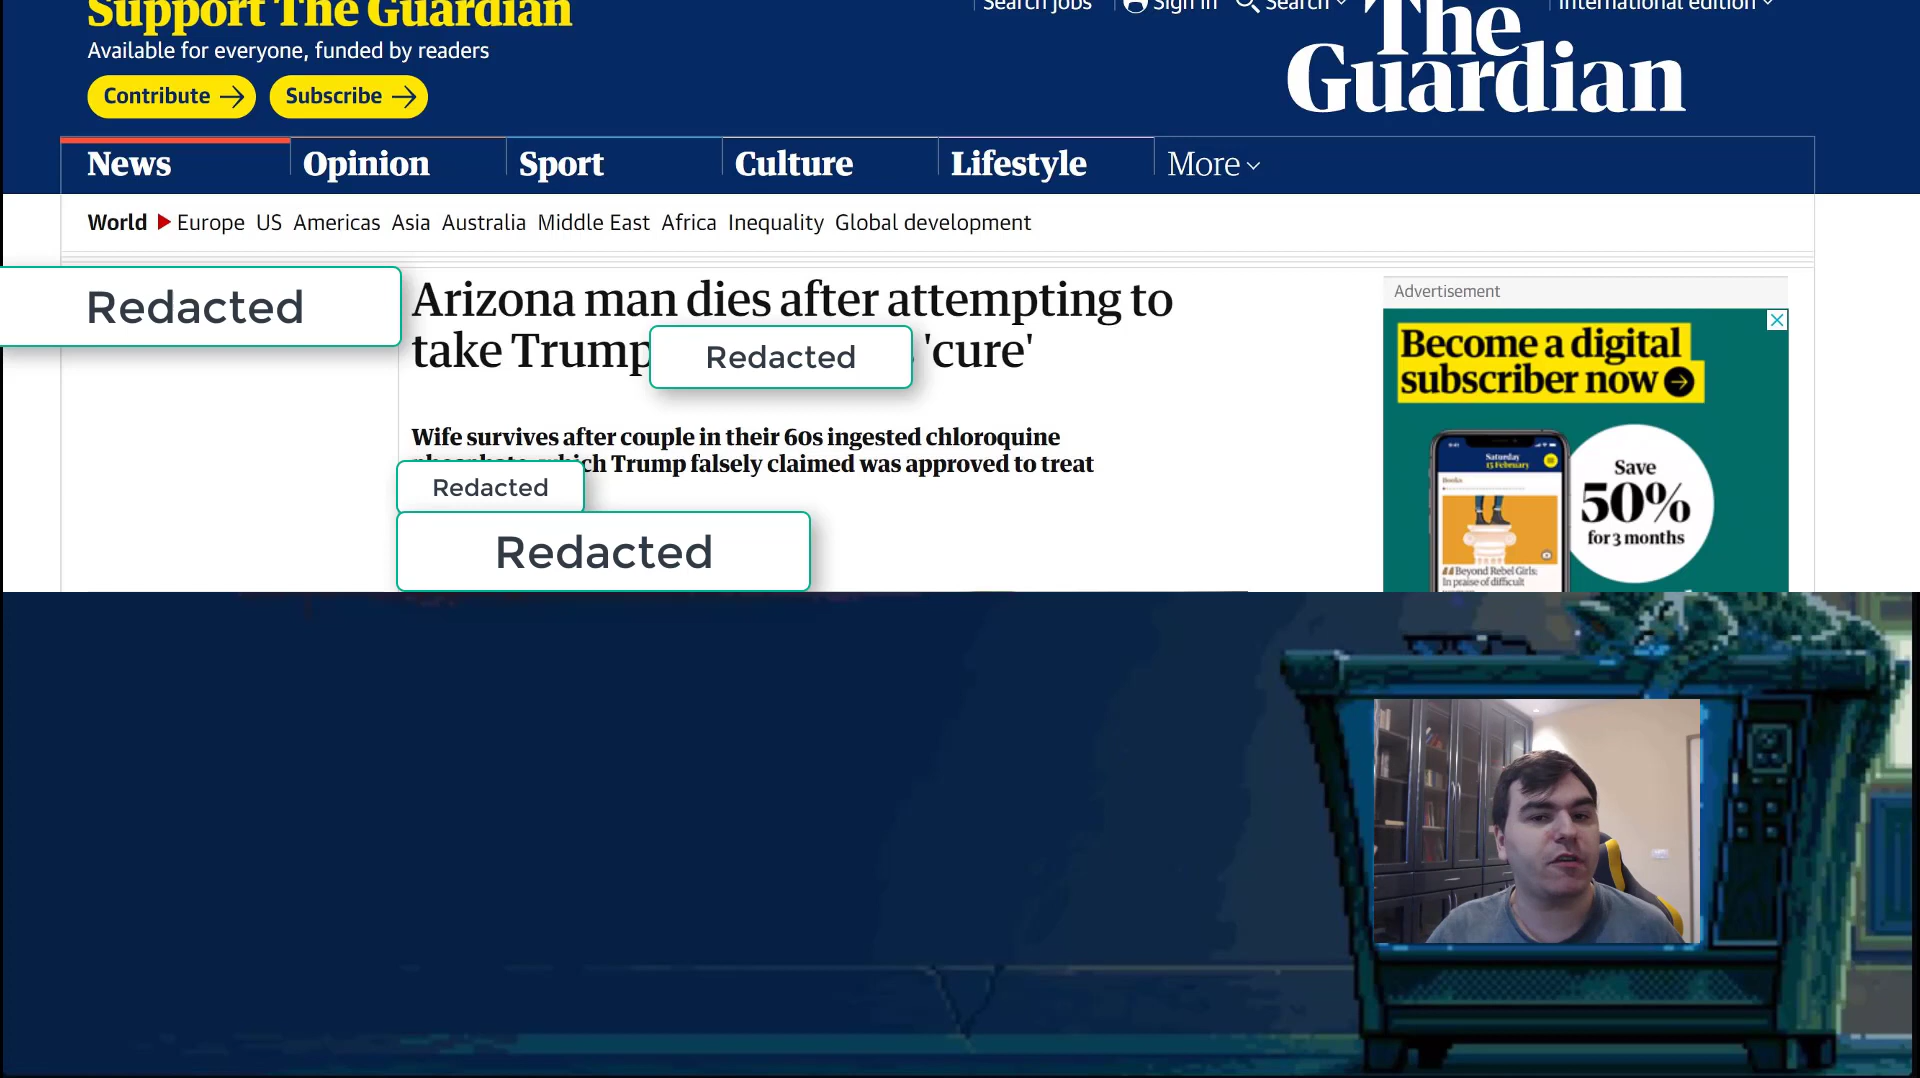 Support The Guardian
Available for everyone, funded by readers
Contribute
Subscribe
Search jobs
Sign in
Search
International edition
The
Guardian
News
Opinion
Sport
Culture
Lifestyle
More
World
Europe US Americas Asia Australia Middle East Africa Inequality Global development
Redacted
Arizona man dies after attempting to
take Trump Redacted 'cure'
Wife survives after couple in their 60s ingested chloroquine
which Trump falsely claimed was approved to treat
Redacted
Redacted
Advertisement
Become a digital
subscriber now
Saturday
15 February
Books
Save
50%
for 3 months
Beyond Rebel Girls:
In praise of difficult